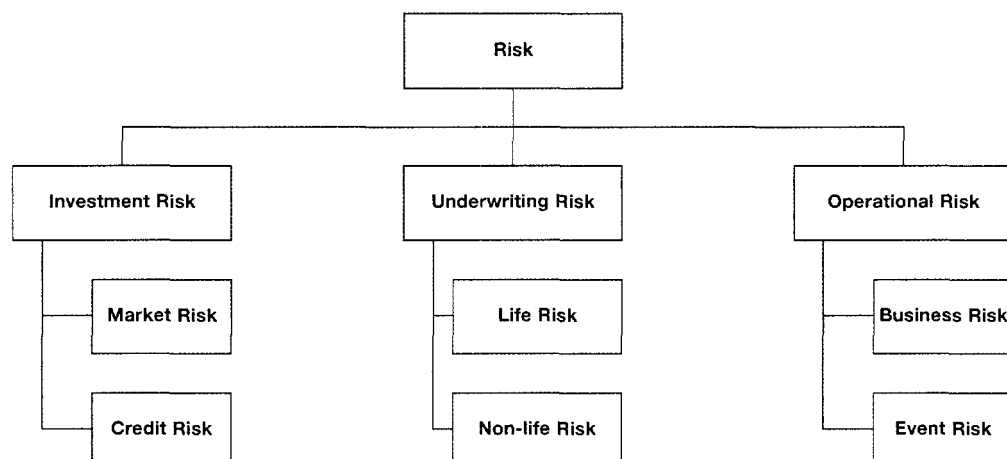 Risk
Investment Risk
Underwriting Risk
Operational Risk
Market Risk
Life Risk
Business Risk
Credit Risk
Non-life Risk
Event Risk